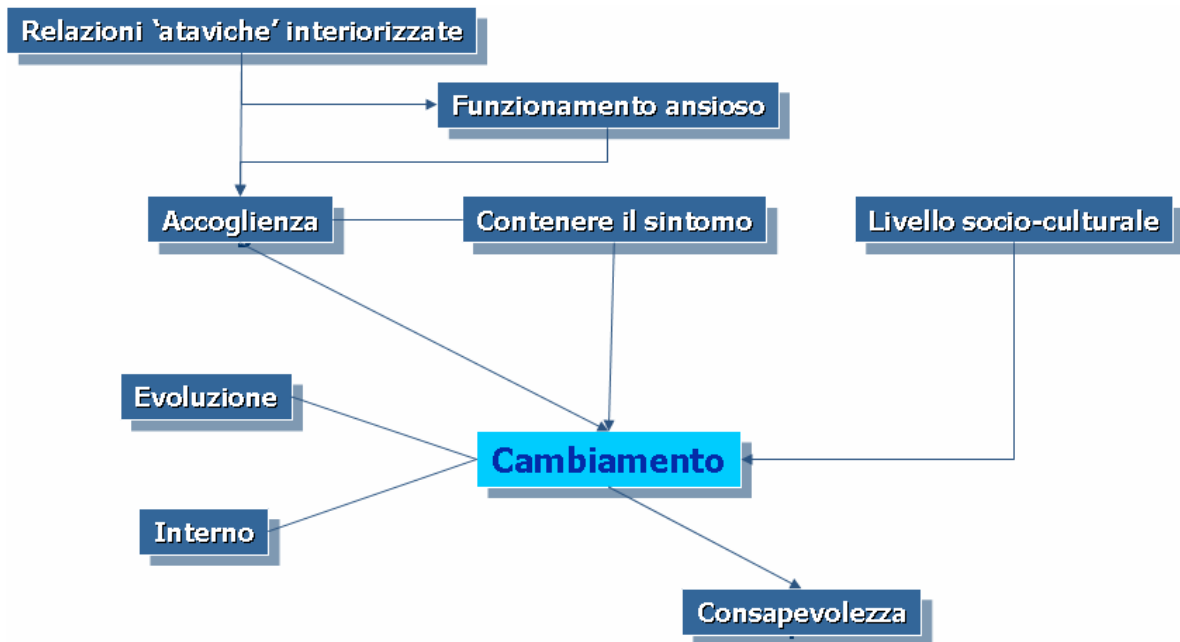 Relazioni ‘ataviche’ interiorizzate
Funzionamento ansioso
Accoglienza
Contenere il sintomo
Livello socio-culturale
Evoluzione
Cambiamento
Interno
Consapevolezza